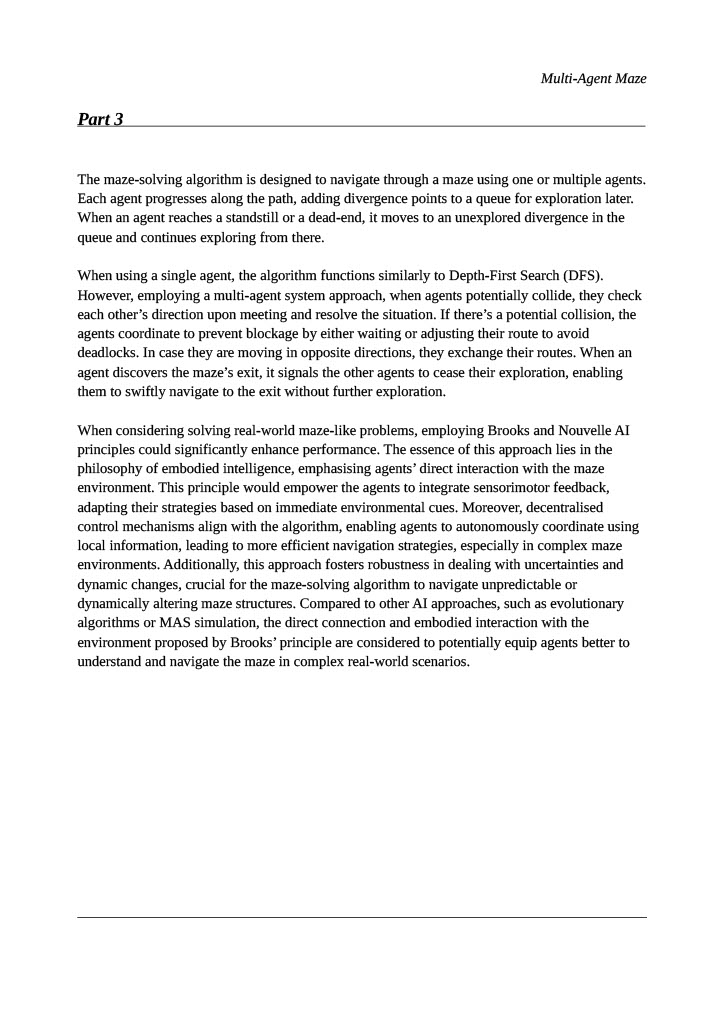 Multi-Agent Maze
Part 3
The maze-solving algorithm is designed to navigate through a maze using one or multiple agents.
Each agent progresses along the path, adding divergence points to a queue for exploration later.
When an agent reaches a standstill or a dead-end, it moves to an unexplored divergence in the
queue and continues exploring from there.
When using a single agent, the algorithm functions similarly to Depth-First Search (DFS).
However, employing a multi-agent system approach, when agents potentially collide, they check
each other’s direction upon meeting and resolve the situation. If there’s a potential collision, the
agents coordinate to prevent blockage by either waiting or adjusting their route to avoid
deadlocks. In case they are moving in opposite directions, they exchange their routes. When an
agent discovers the maze’s exit, it signals the other agents to cease their exploration, enabling
them to swiftly navigate to the exit without further exploration.
When considering solving real-world maze-like problems, employing Brooks and Nouvelle AI
principles could significantly enhance performance. The essence of this approach lies in the
philosophy of embodied intelligence, emphasising agents’ direct interaction with the maze
environment. This principle would empower the agents to integrate sensorimotor feedback,
adapting their strategies based on immediate environmental cues. Moreover, decentralised
control mechanisms align with the algorithm, enabling agents to autonomously coordinate using
local information, leading to more efficient navigation strategies, especially in complex maze
environments. Additionally, this approach fosters robustness in dealing with uncertainties and
dynamic changes, crucial for the maze-solving algorithm to navigate unpredictable or
dynamically altering maze structures. Compared to other AI approaches, such as evolutionary
algorithms or MAS simulation, the direct connection and embodied interaction with the
environment proposed by Brooks’ principle are considered to potentially equip agents better to
understand and navigate the maze in complex real-world scenarios.